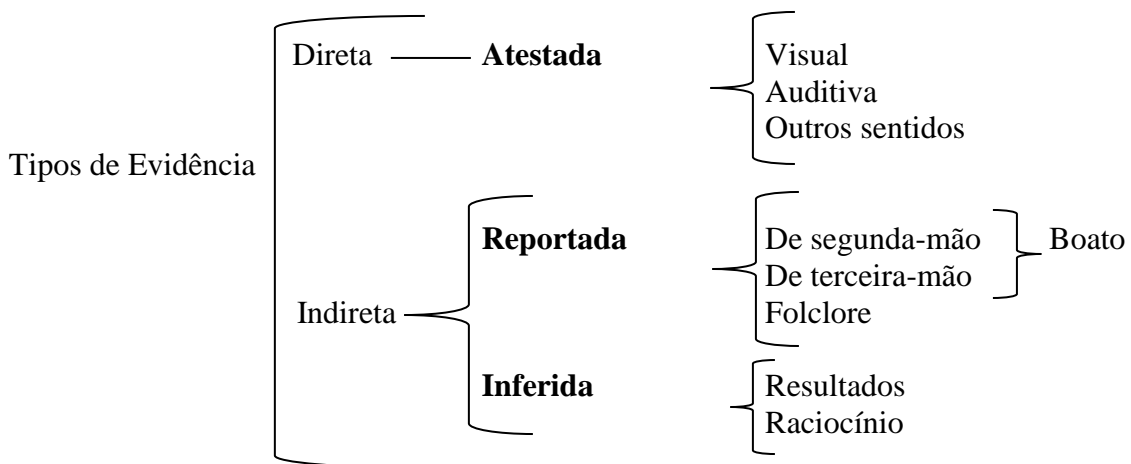 Direta Atestada Visual
Auditiva
Outros sentidos
Tipos de Evidência
Reportada De segunda-mão Boato
De terceira-mão
Indireta Folclore
Inferida Resultados
Raciocínio